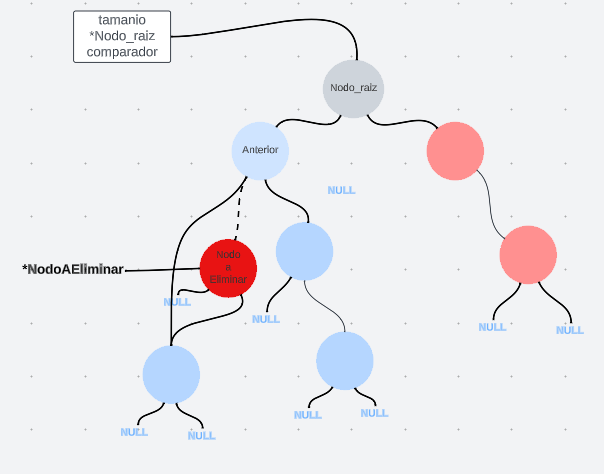 tamanio
*Nodo_raiz
comparador
Nodo_raiz
Anterior
NULL
Nodo
a
Eliminar
*NodoAEliminar
NULL
NULL
NULL
NULL
NULL
NULL
NULL
NULL